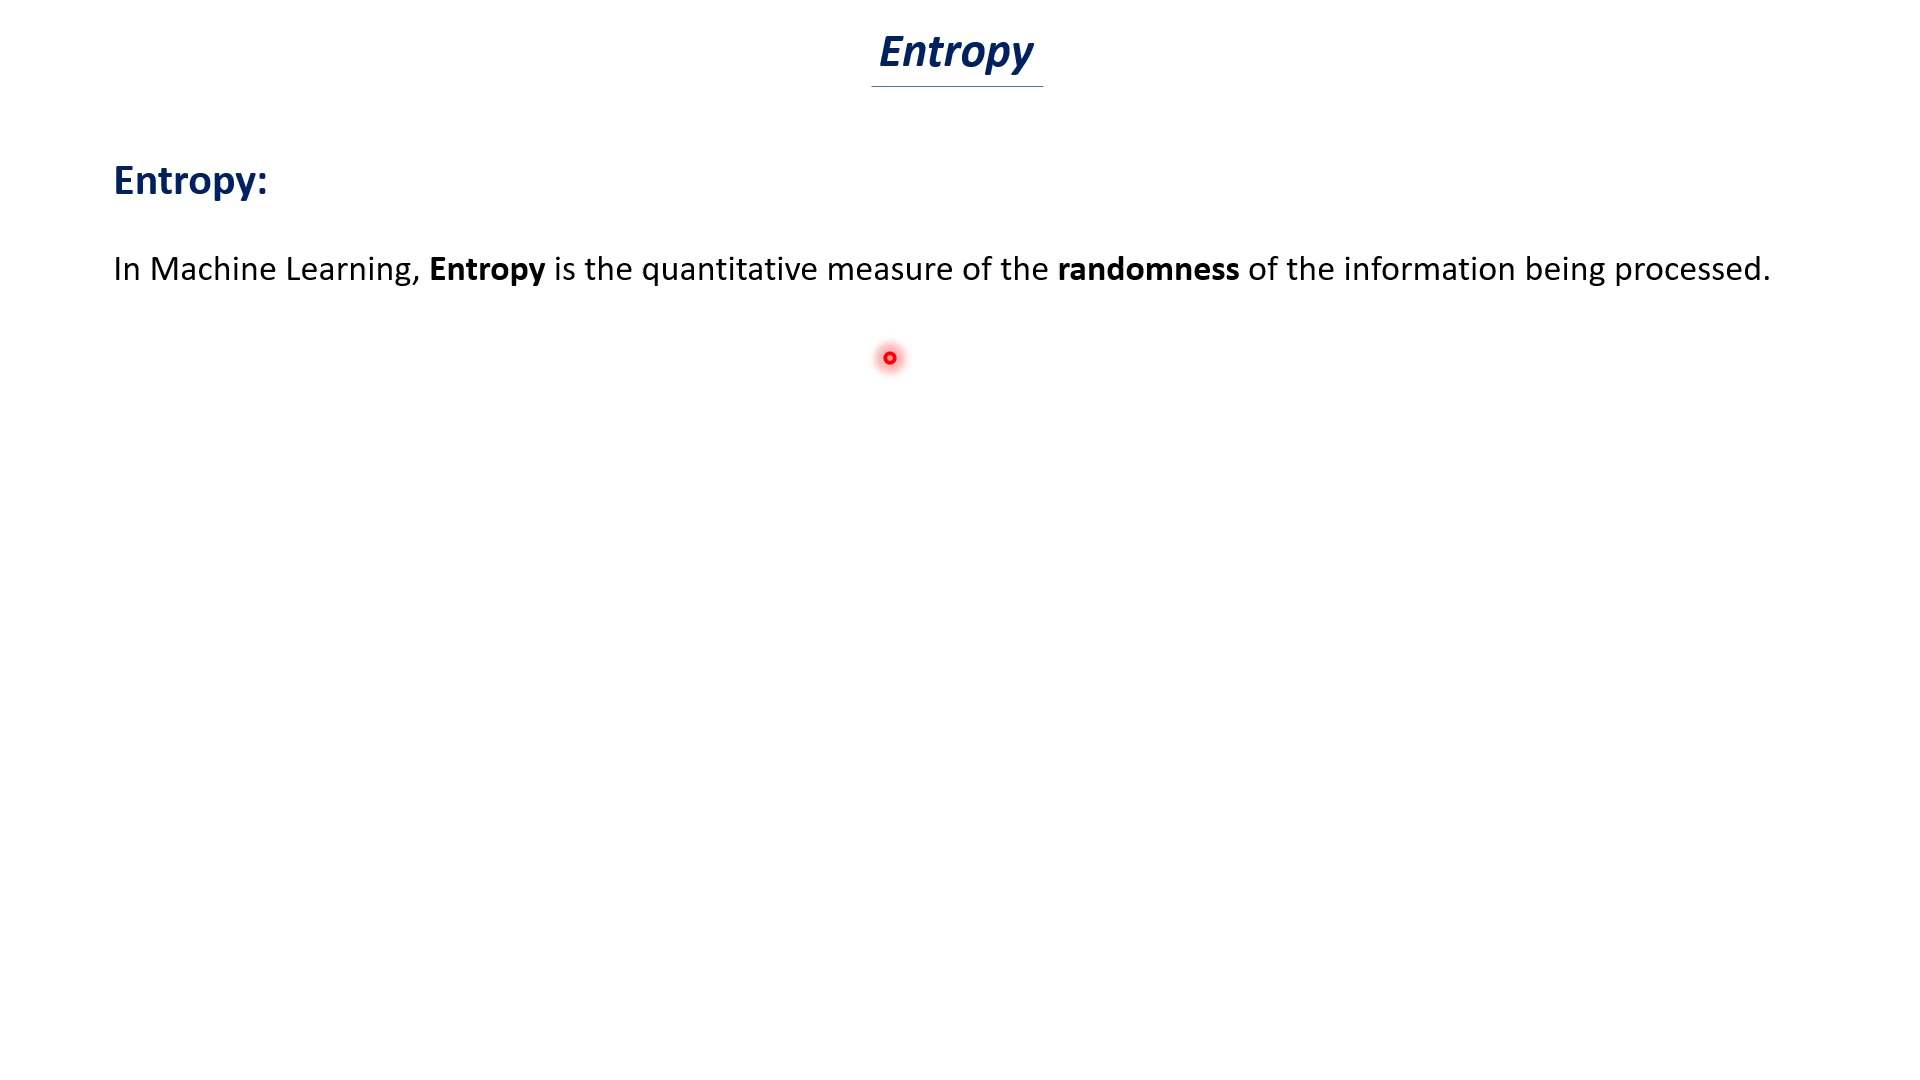 Entropy
Entropy:
In Machine Learning, Entropy is the quantitative measure of the randomness of the information being processed.